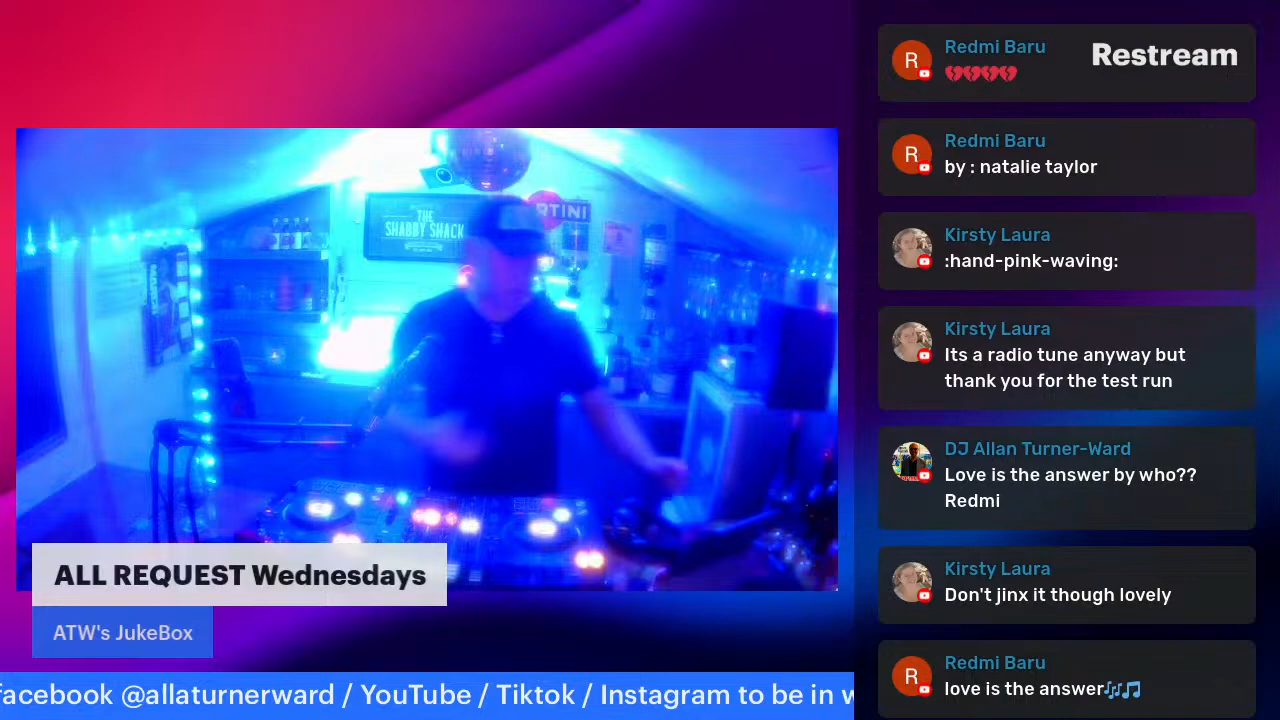 Restream
Redmi Baru
💔💔💔💔
Redmi Baru
by : natalie taylor
Kirsty Laura
:hand-pink-waving:
Kirsty Laura
Its a radio tune anyway but
thank you for the test run
DJ Allan Turner-Ward
Love is the answer by who??
Redmi
Kirsty Laura
Don't jinx it though lovely
Redmi Baru
love is the answer🎶🎵
THE
SHABBY SHACK
RTINI
ALL REQUEST Wednesdays
ATW's JukeBox
facebook @allaturnerward / YouTube / Tiktok / Instagram to be in w